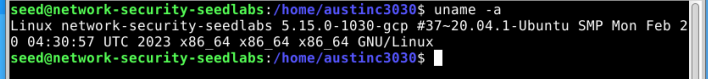 seed@network-security-seedlabs:/home/austinc3030$ uname -a
Linux network-security-seedlabs 5.15.0-1030-gcp #37~20.04.1-Ubuntu SMP Mon Feb 2
0 04:30:57 UTC 2023 x86_64 x86_64 x86_64 GNU/Linux
seed@network-security-seedlabs:/home/austinc3030$